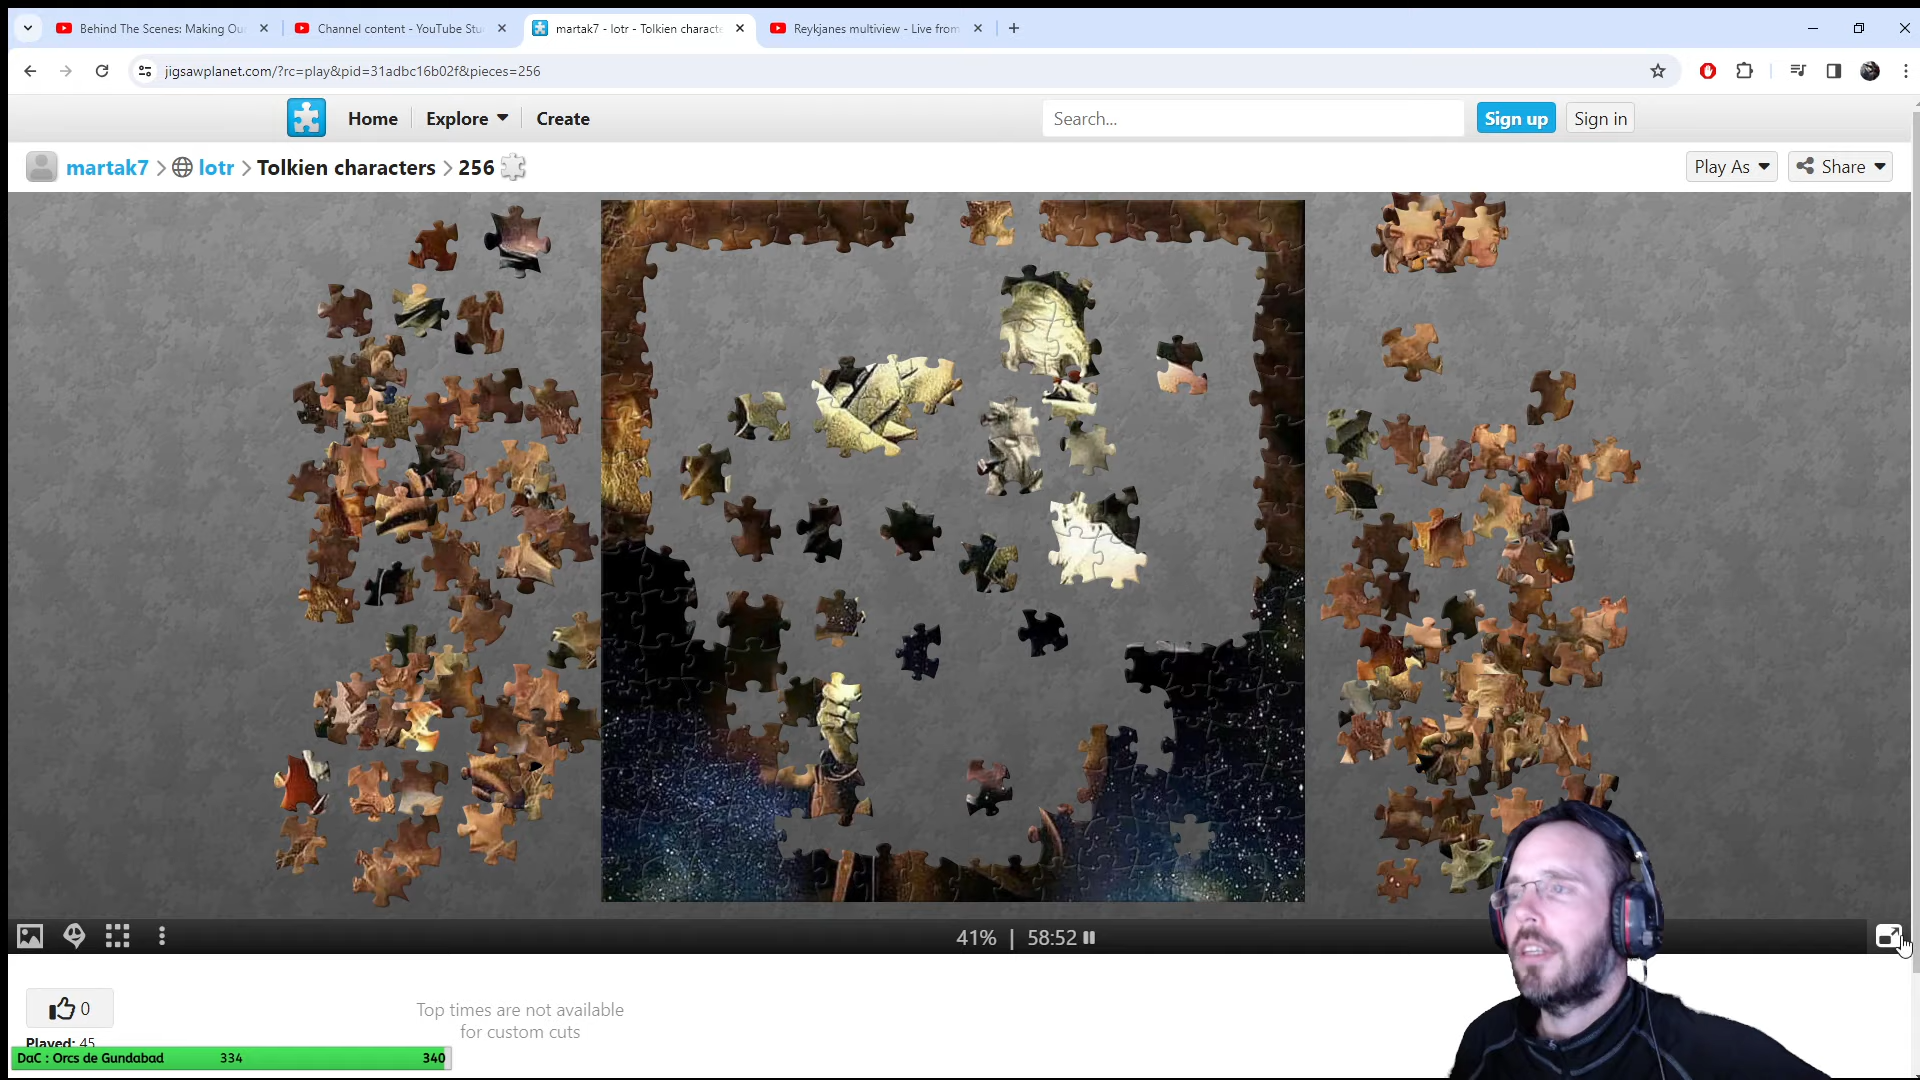 Behind The Scenes: Making Ou
Channel content - YouTube Stu
martak7 - lotr - Tolkien characte
Reykjanes multiview - Live from
jigsawplanet.com/?rc=play&pid=31adbc16b02f&pieces=256
Home Explore Create Search... Sign up Sign in
martak7 > lotr > Tolkien characters > 256 Play As Share
41% | 58:52
0
Top times are not available
for custom cuts
Played: 45
DaC : Orcs de Gundabad 334 340